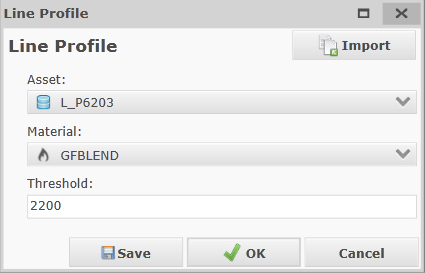 Line Profile
Line Profile
Import
Asset:
L_P6203
Material:
GFBLEND
Threshold:
2200
Save
OK
Cancel